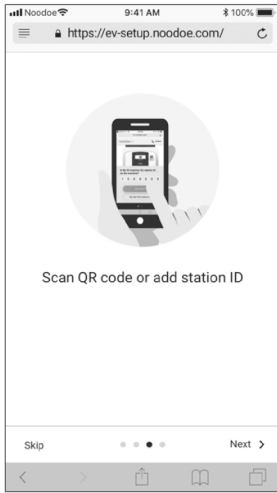 Noodoe 9:41 AM 100%
https://ev-setup.noodoe.com/
Scan QR code or add station ID
Skip Next